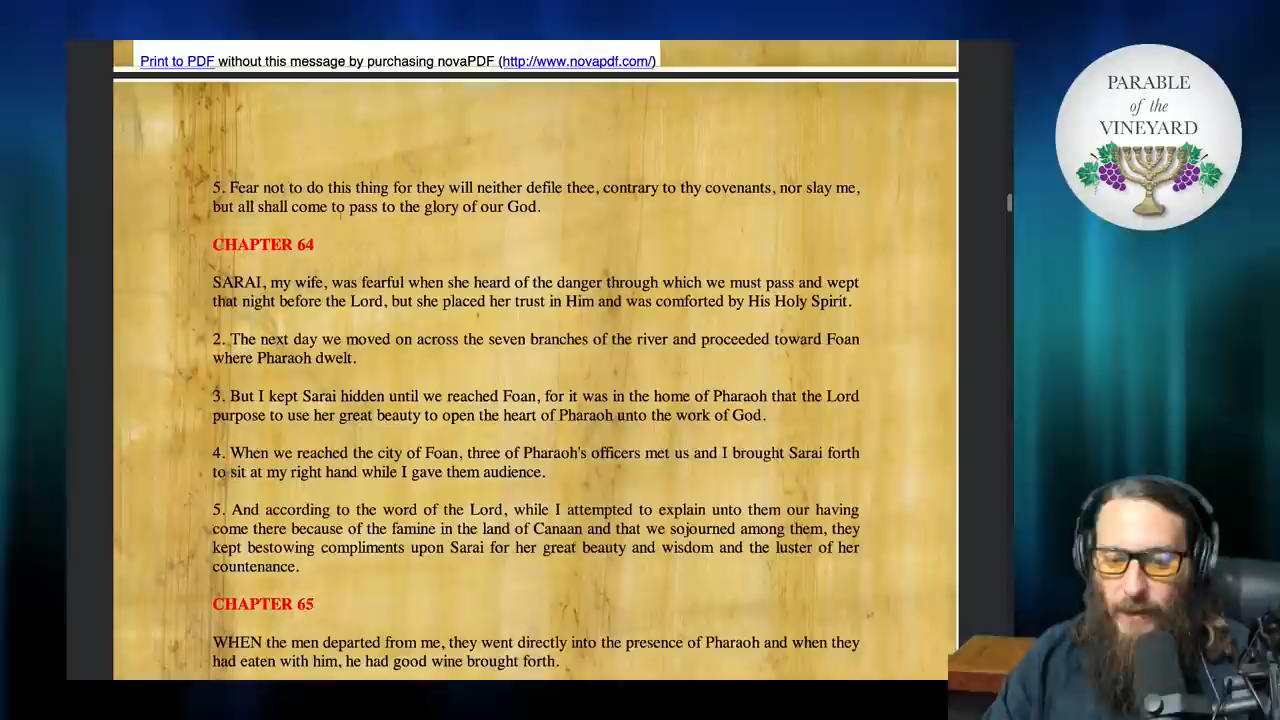 Print to PDF without this message by purchasing novaPDF (http://www.novapdf.com/)
PARABLE
of the
VINEYARD
5. Fear not to do this thing for they will neither defile thee, contrary to thy covenants, nor slay me,
but all shall come to pass to the glory of our God.
CHAPTER 64
SARAI, my wife, was fearful when she heard of the danger through which we must pass and wept
that night before the Lord, but she placed her trust in Him and was comforted by His Holy Spirit.
2. The next day we moved on across the seven branches of the river and proceeded toward Foan
where Pharaoh dwelt.
3. But I kept Sarai hidden until we reached Foan, for it was in the home of Pharaoh that the Lord
purpose to use her great beauty to open the heart of Pharaoh unto the work of God.
4. When we reached the city of Foan, three of Pharaoh's officers met us and I brought Sarai forth
to sit at my right hand while I gave them audience.
5. And according to the word of the Lord, while I attempted to explain unto them our having
come there because of the famine in the land of Canaan and that we sojourned among them, they
kept bestowing compliments upon Sarai for her great beauty and wisdom and the luster of her
countenance.
CHAPTER 65
WHEN the men departed from me, they went directly into the presence of Pharaoh and when they
had eaten with him, he had good wine brought forth.